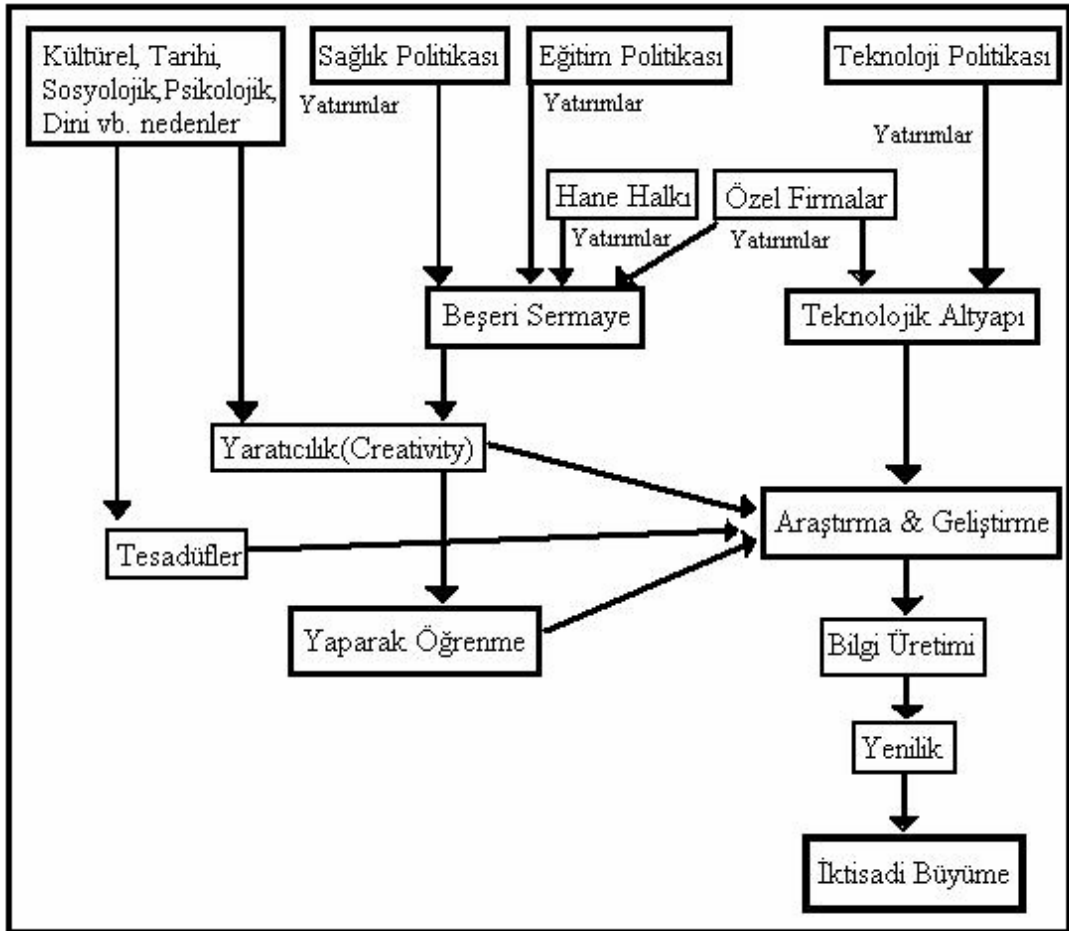 Kültürel, Tarihi,
Sosyolojik,Psikolojik,
Dini vb. nedenler
Sağlık Politikası
Eğitim Politikası
Teknoloji Politikası
Yatırımlar
Yatırımlar
Yatırımlar
Hane Halkı
Özel Firmalar
Yatırımlar
Yatırımlar
Beşeri Sermaye
Teknolojik Altyapı
Yaratıcılık(Creativity)
Araştırma & Geliştirme
Tesadüfler
Yaparak Öğrenme
Bilgi Üretimi
Yenilik
İktisadi Büyüme